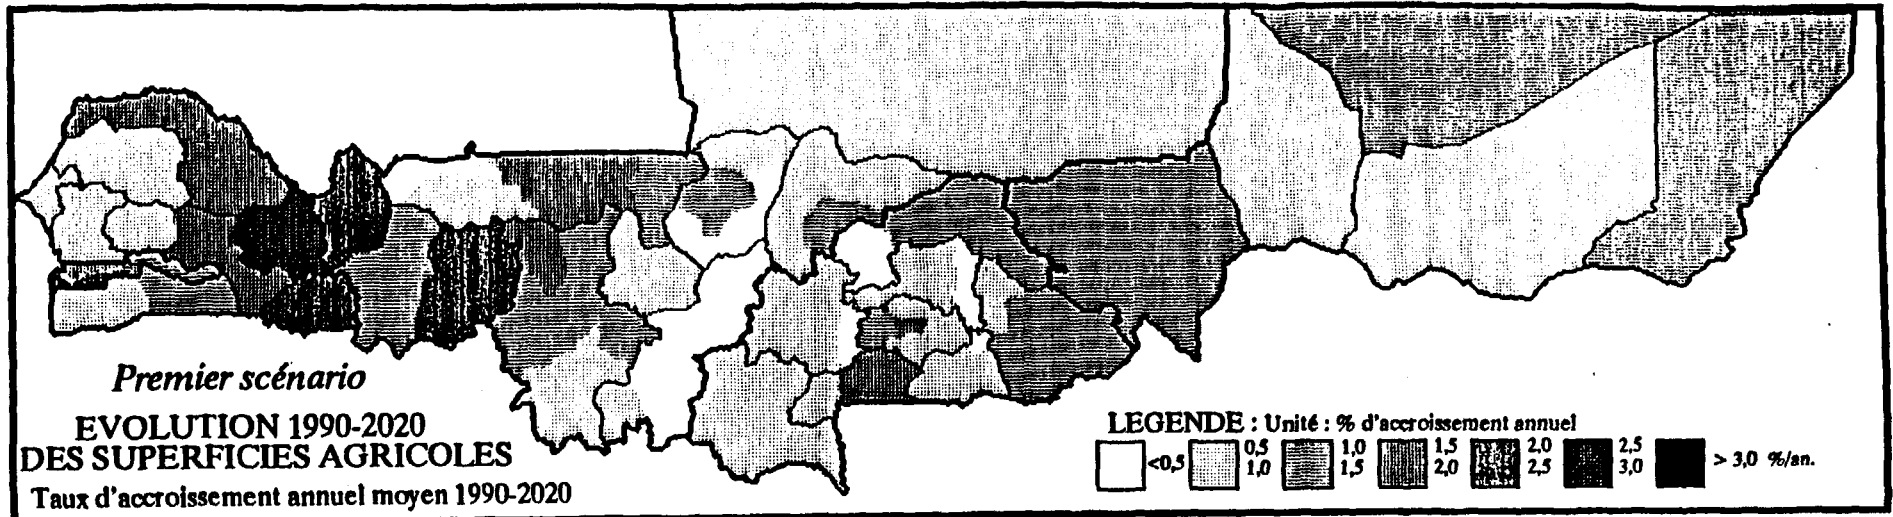 Premier scénario
EVOLUTION 1990-2020
DES SUPERFICIES AGRICOLES
Taux d'accroissement annuel moyen 1990-2020
LEGENDE : Unité : % d'accroissement annuel
<0,5
0,5
1,0
1,0
1,5
1,5
2,0
2,0
2,5
2,5
3,0
> 3,0 %/an.